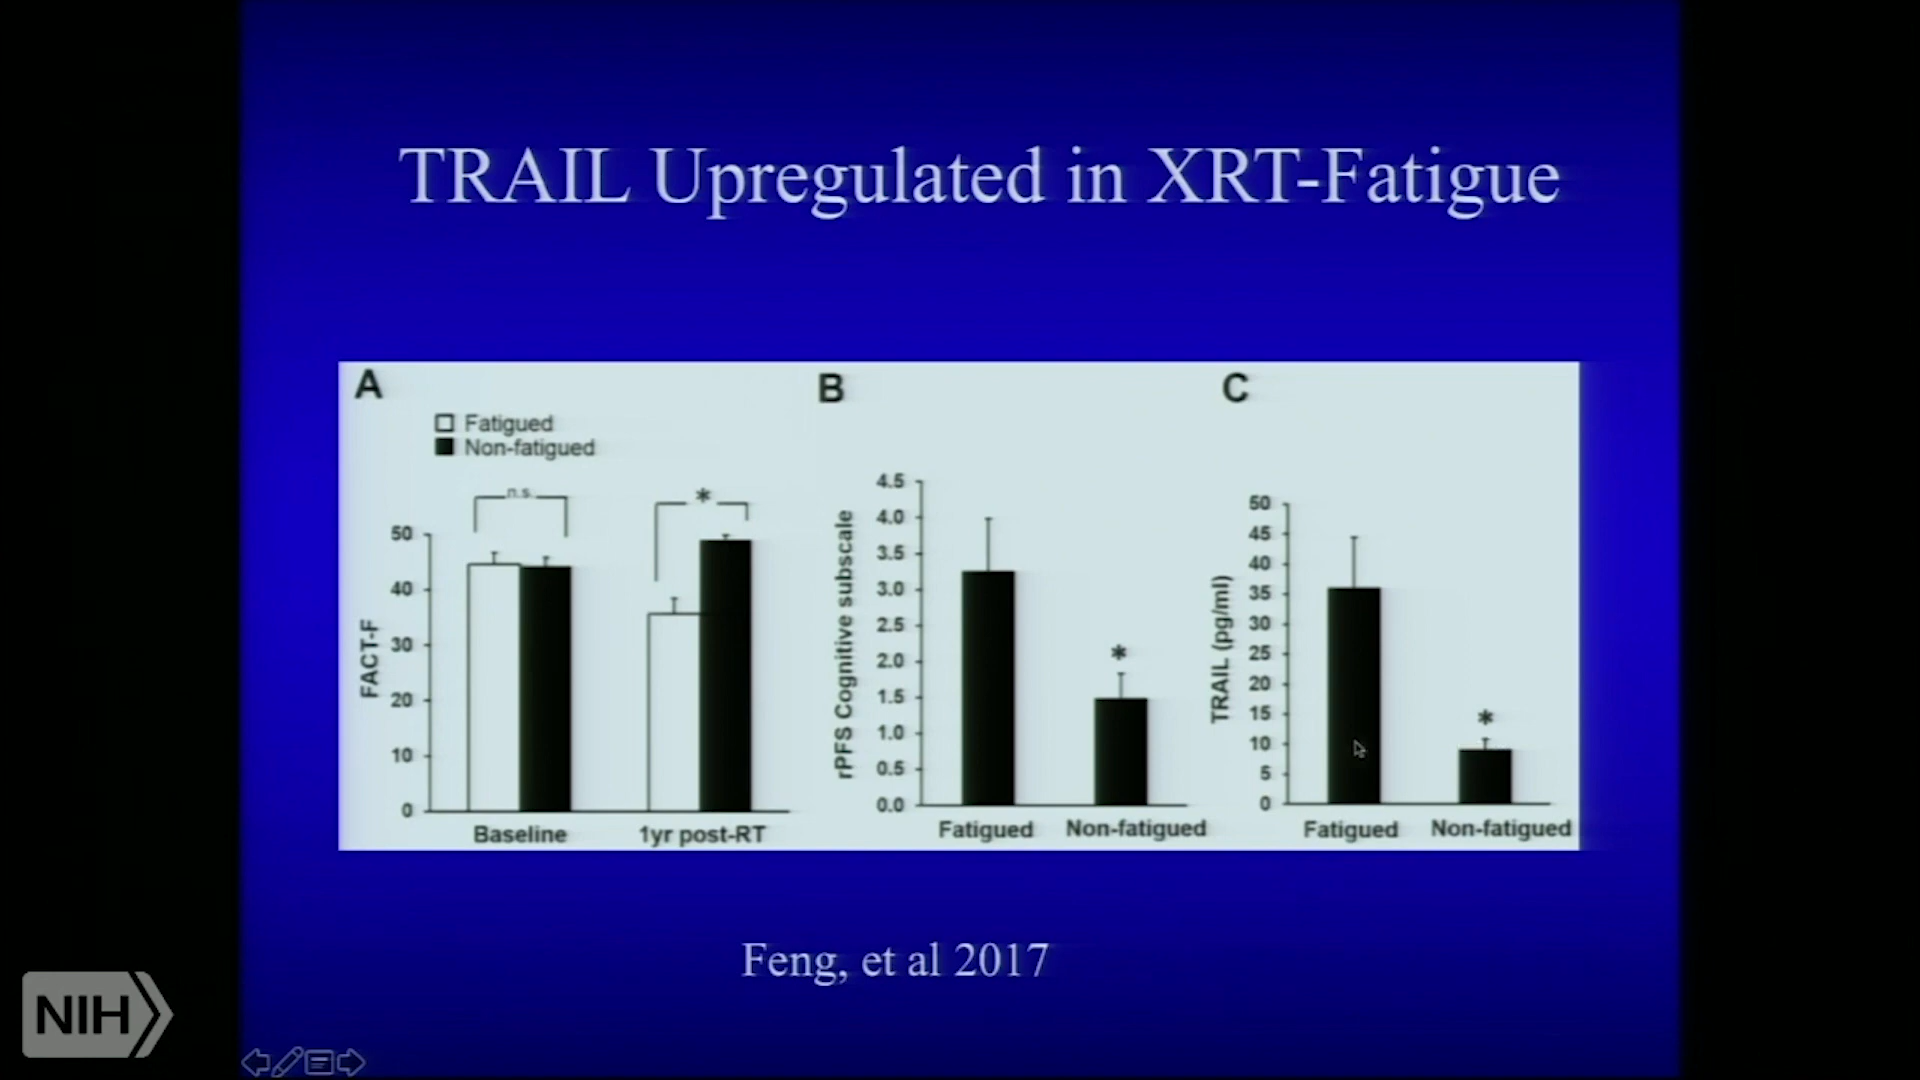 TRAIL Upregulated in XRT-Fatigue
A
Fatigued
Non-fatigued
n.s.
*
FACT-F
50
40
30
20
10
0
Baseline
1yr post-RT
B
rPFS Cognitive subscale
4.5
4.0
3.5
3.0
2.5
2.0
1.5
1.0
0.5
0.0
*
Fatigued
Non-fatigued
C
TRAIL (pg/ml)
50
45
40
35
30
25
20
15
10
5
0
*
Fatigued
Non-fatigued
Feng, et al 2017
NIH